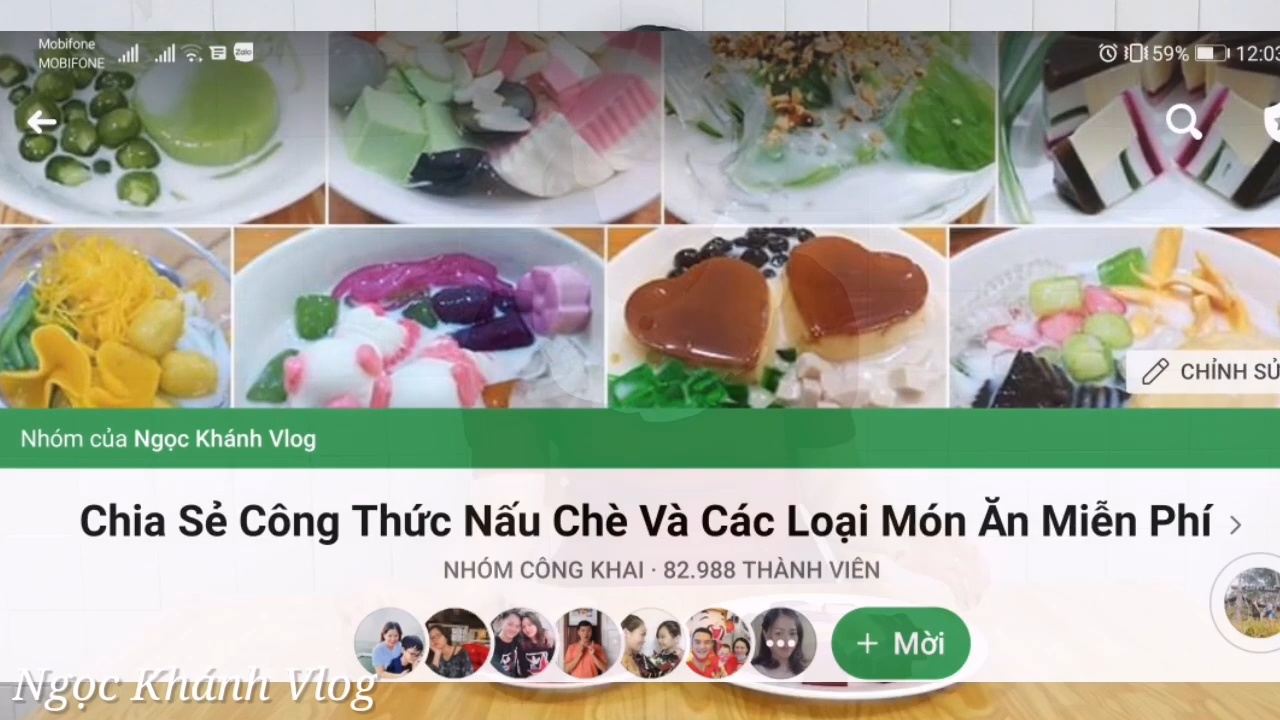 Mobifone
MOBIFONE
Zalo
59%
12:03
CHỈNH SỬ
Nhóm của Ngọc Khánh Vlog
Chia Sẻ Công Thức Nấu Chè Và Các Loại Món Ăn Miễn Phí
NHÓM CÔNG KHAI · 82.988 THÀNH VIÊN
+ Mời
Ngọc Khánh Vlog